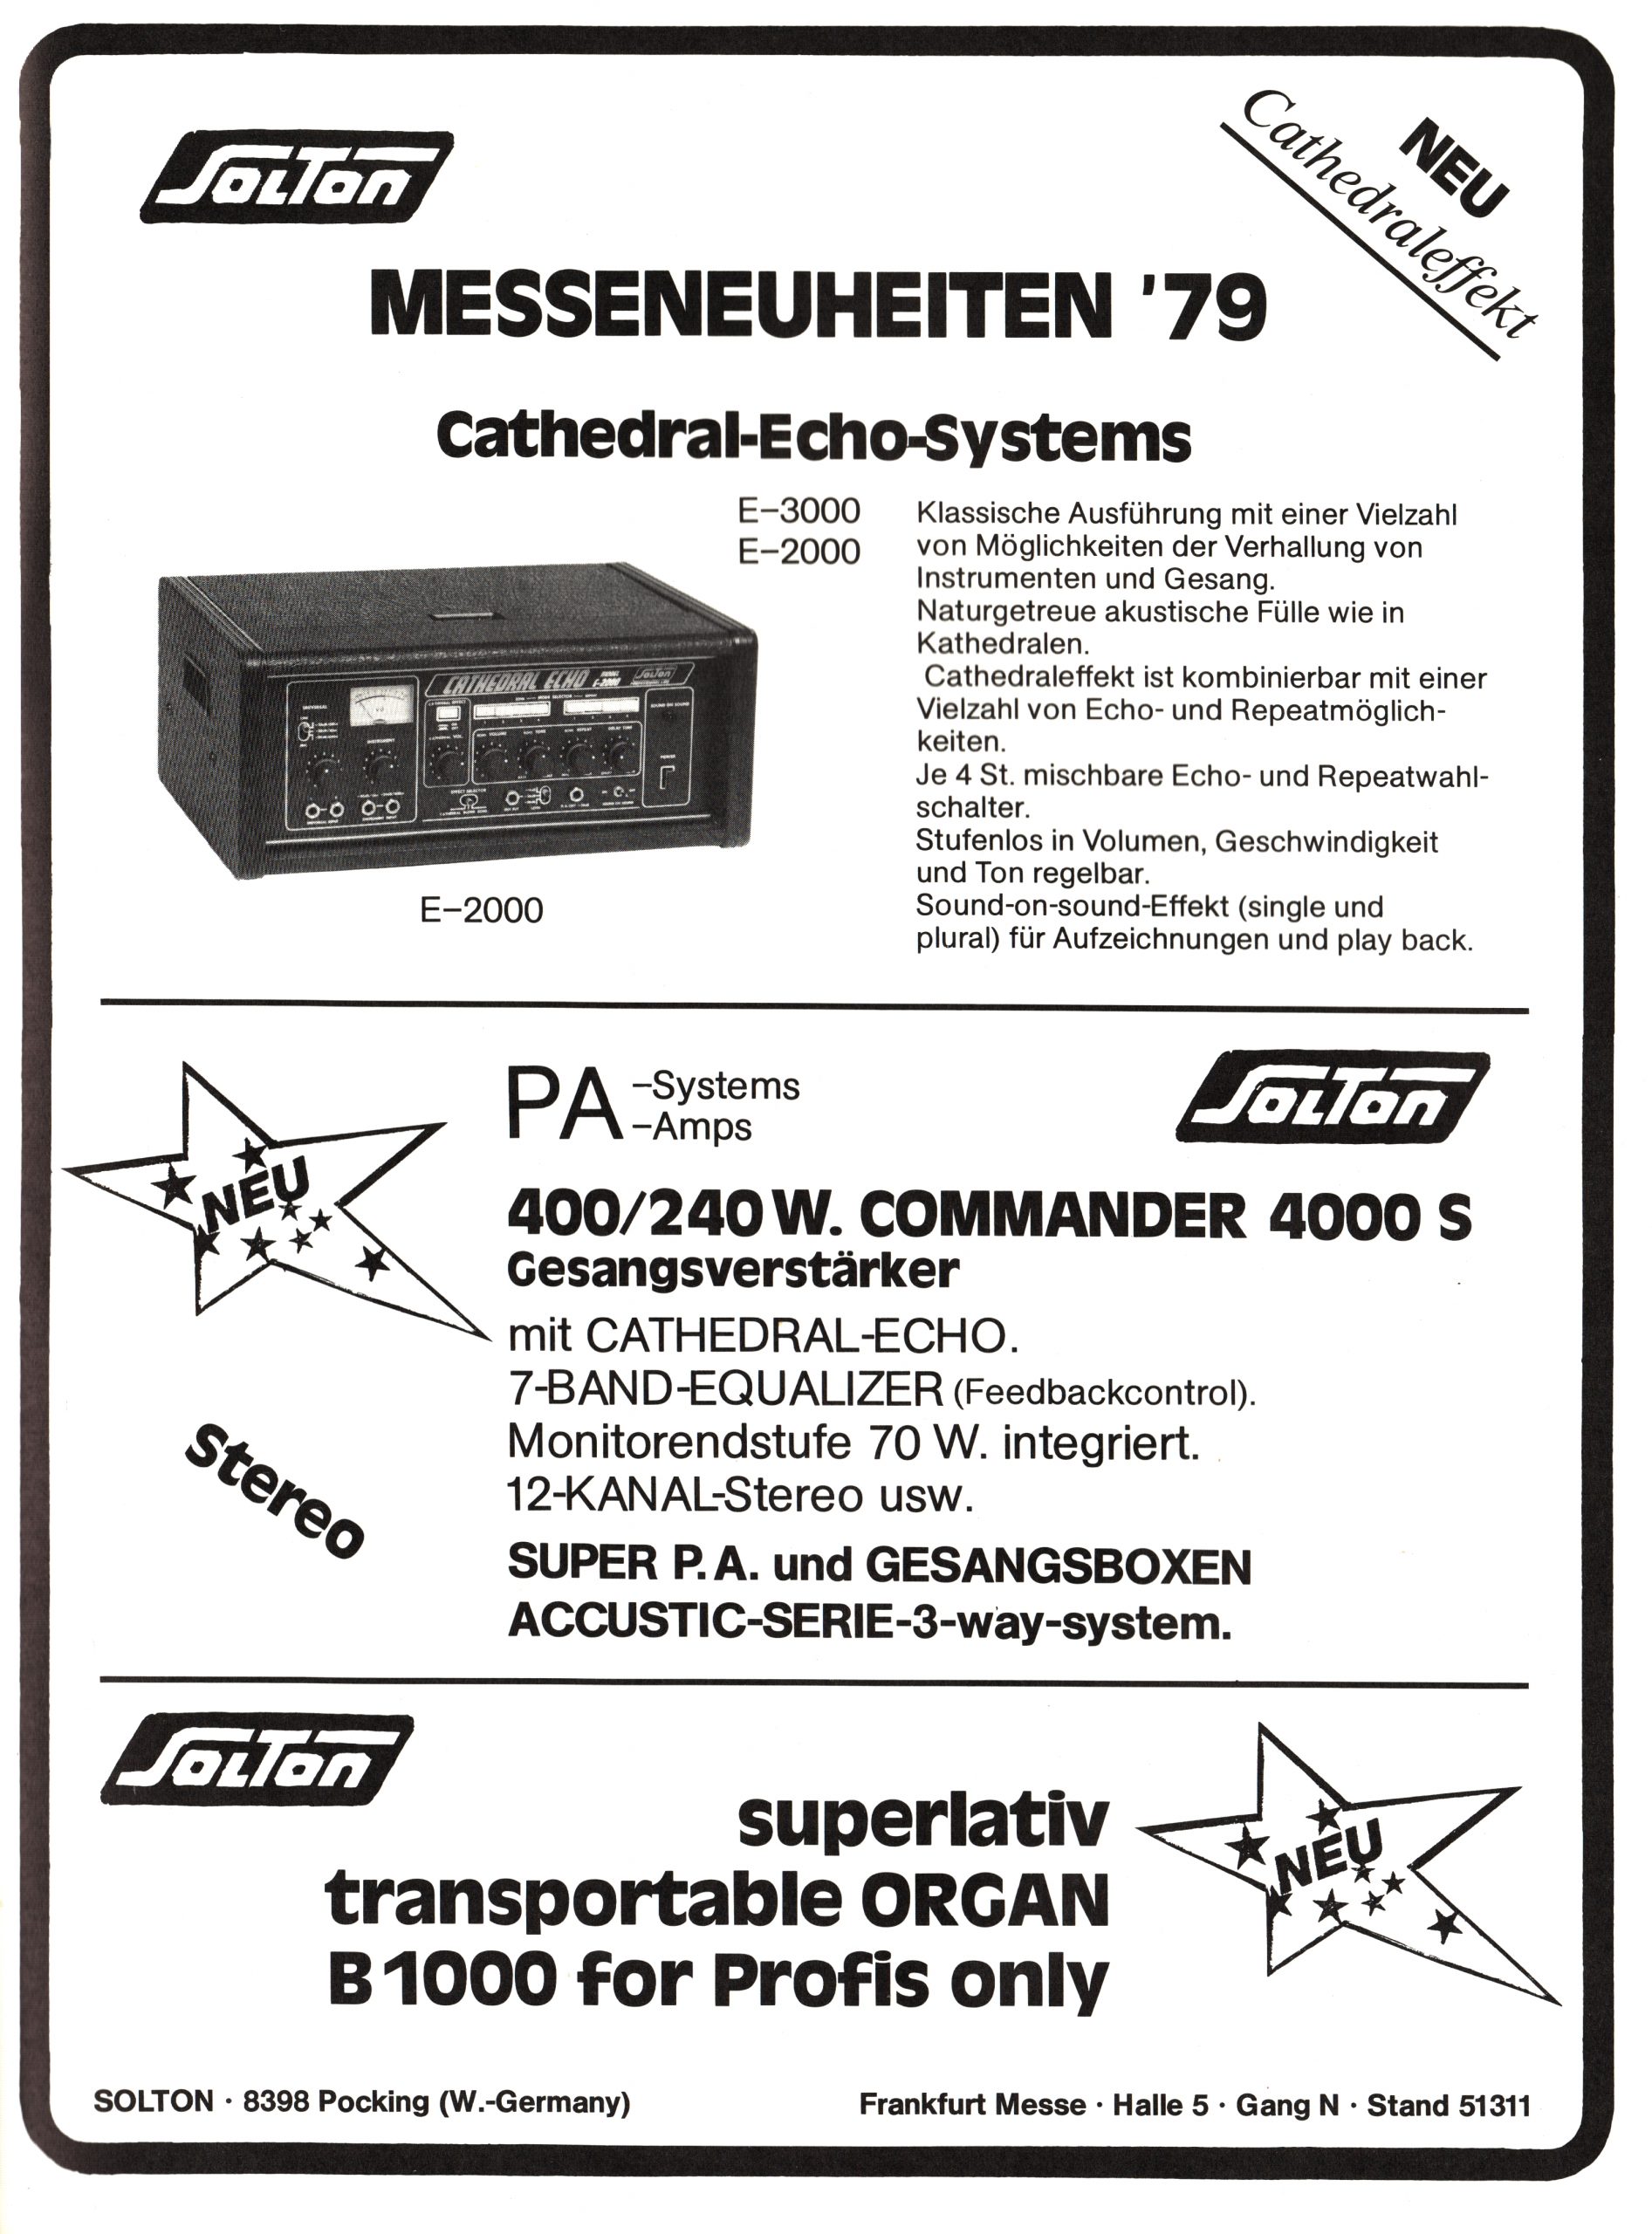 SOLTON
NEU
Cathedraleffekt
MESSENEUHEITEN '79
Cathedral-Echo-Systems
E–3000
E–2000
Klassische Ausführung mit einer Vielzahl
von Möglichkeiten der Verhallung von
Instrumenten und Gesang.
Naturgetreue akustische Fülle wie in
Kathedralen.
Cathedraleffekt ist kombinierbar mit einer
Vielzahl von Echo- und Repeatmöglich-
keiten.
Je 4 St. mischbare Echo- und Repeatwahl-
schalter.
Stufenlos in Volumen, Geschwindigkeit
und Ton regelbar.
Sound-on-sound-Effekt (single und
plural) für Aufzeichnungen und play back.
CATHEDRAL ECHO
E-2000
SOLTON
UNIVERSAL
INSTRUMENT
EFFECT SELECTOR
POWER
E–2000
PA
–Systems
–Amps
SOLTON
NEU
400/240 W. COMMANDER 4000 S
Gesangsverstärker
mit CATHEDRAL-ECHO.
7-BAND-EQUALIZER (Feedbackcontrol).
Monitorendstufe 70 W. integriert.
12-KANAL-Stereo usw.
stereo
SUPER P. A. und GESANGSBOXEN
ACCUSTIC-SERIE-3-way-system.
SOLTON
superlativ
transportable ORGAN
B 1000 for Profis only
NEU
SOLTON · 8398 Pocking (W.-Germany)
Frankfurt Messe · Halle 5 · Gang N · Stand 51311